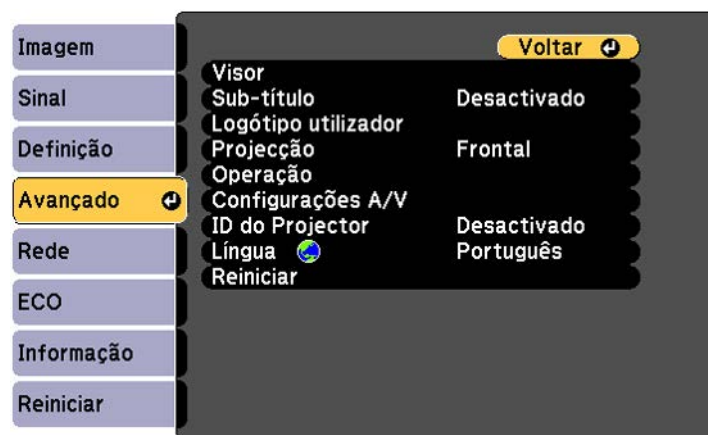 Imagem
Sinal
Definição
Avançado
Rede
ECO
Informação
Reiniciar
Voltar
Visor
Sub-título Desactivado
Logótipo utilizador
Projecção Frontal
Operação
Configurações A/V
ID do Projector Desactivado
Língua Português
Reiniciar